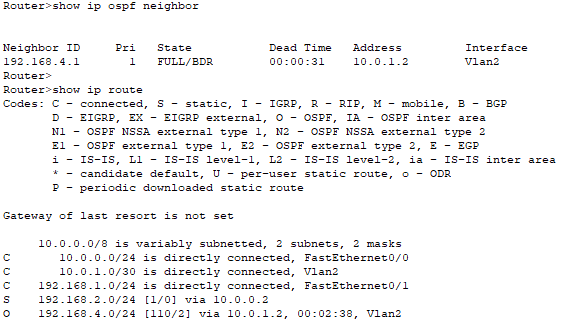 Router>show ip ospf neighbor
Neighbor ID     Pri   State           Dead Time   Address         Interface
192.168.4.1       1   FULL/BDR        00:00:31    10.0.1.2        Vlan2
Router>
Router>show ip route
Codes: C - connected, S - static, I - IGRP, R - RIP, M - mobile, B - BGP
       D - EIGRP, EX - EIGRP external, O - OSPF, IA - OSPF inter area
       N1 - OSPF NSSA external type 1, N2 - OSPF NSSA external type 2
       E1 - OSPF external type 1, E2 - OSPF external type 2, E - EGP
       i - IS-IS, L1 - IS-IS level-1, L2 - IS-IS level-2, ia - IS-IS inter area
       * - candidate default, U - per-user static route, o - ODR
       P - periodic downloaded static route
Gateway of last resort is not set
     10.0.0.0/8 is variably subnetted, 2 subnets, 2 masks
C       10.0.0.0/24 is directly connected, FastEthernet0/0
C       10.0.1.0/30 is directly connected, Vlan2
C    192.168.1.0/24 is directly connected, FastEthernet0/1
S    192.168.2.0/24 [1/0] via 10.0.0.2
O    192.168.4.0/24 [110/2] via 10.0.1.2, 00:02:38, Vlan2